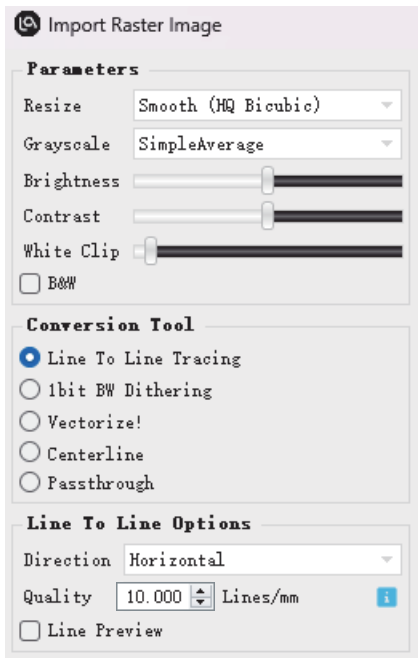 Import Raster Image
Parameters
Resize Smooth (HQ Bicubic)
Grayscale SimpleAverage
Brightness
Contrast
White Clip
B&W
Conversion Tool
Line To Line Tracing
1bit BW Dithering
Vectorize!
Centerline
Passthrough
Line To Line Options
Direction Horizontal
Quality 10.000 Lines/mm
Line Preview